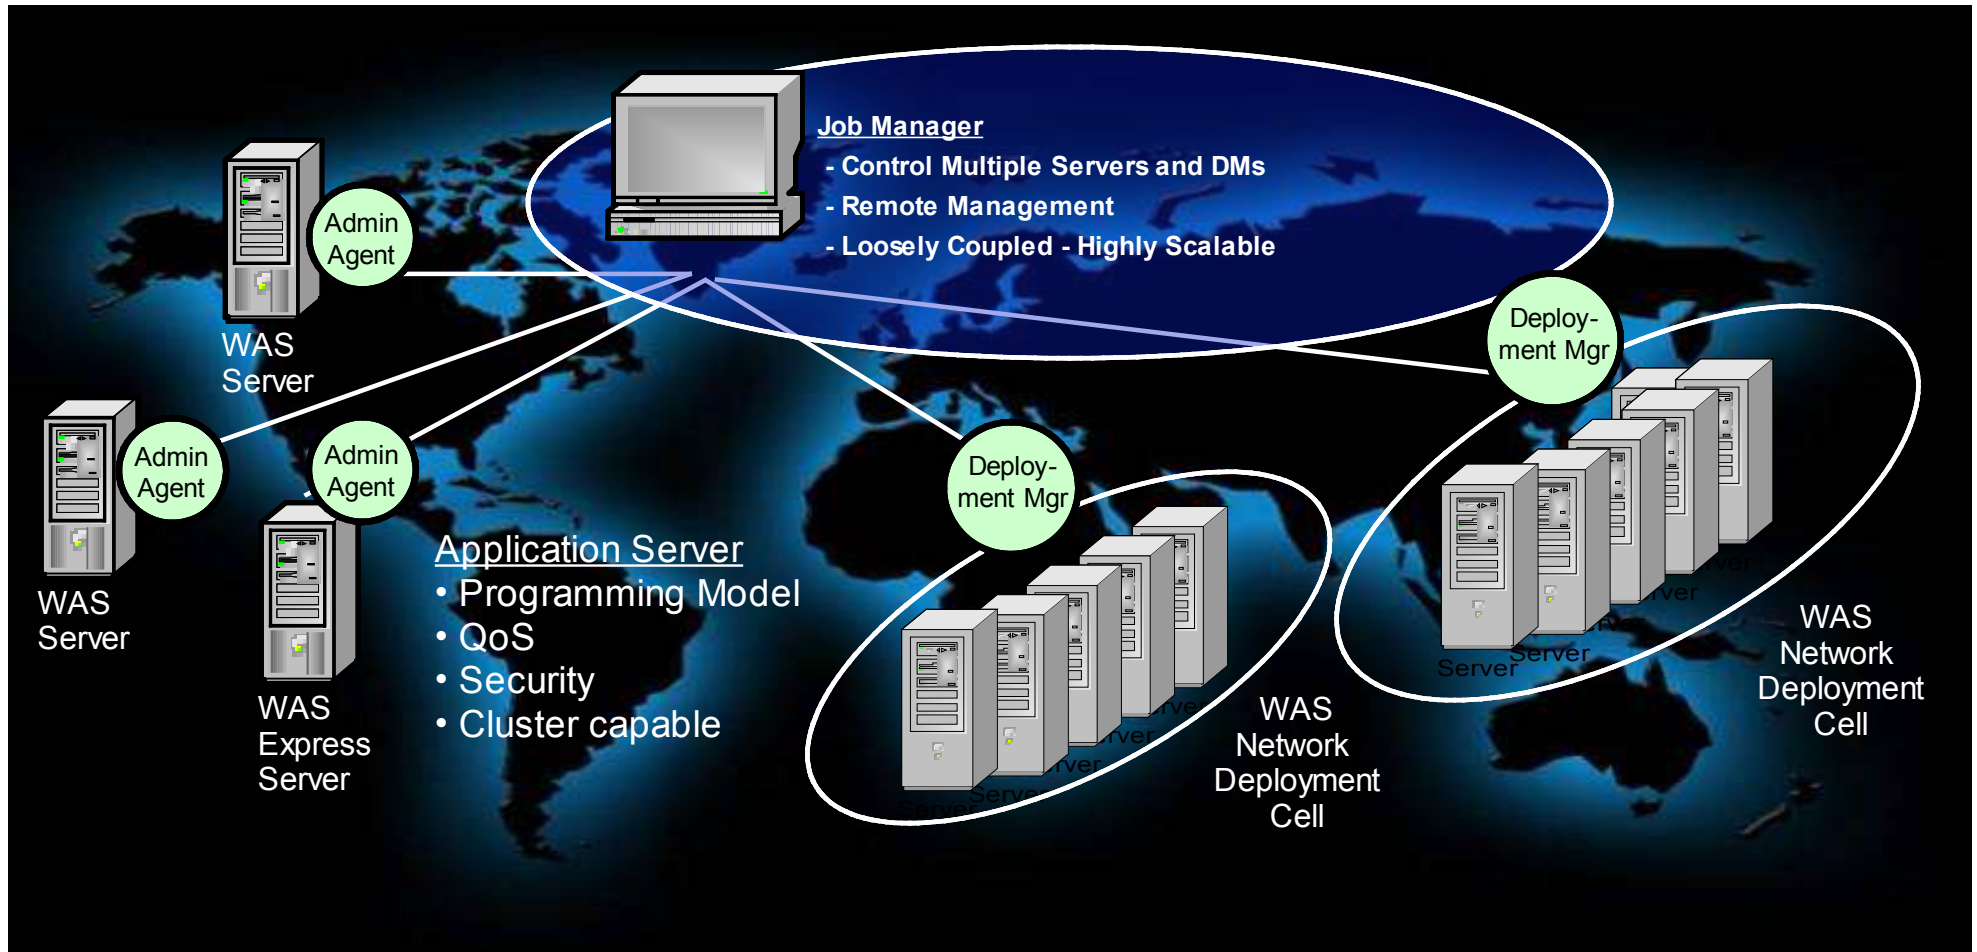 Job Manager
- Control Multiple Servers and DMs
- Remote Management
- Loosely Coupled - Highly Scalable
Admin
Agent
WAS
Server
Admin
Agent
WAS
Server
Admin
Agent
WAS
Express
Server
Application Server
• Programming Model
• QoS
• Security
• Cluster capable
Deploy-
ment Mgr
Server
Server
WAS
Network
Deployment
Cell
Deploy-
ment Mgr
Server
Server
WAS
Network
Deployment
Cell